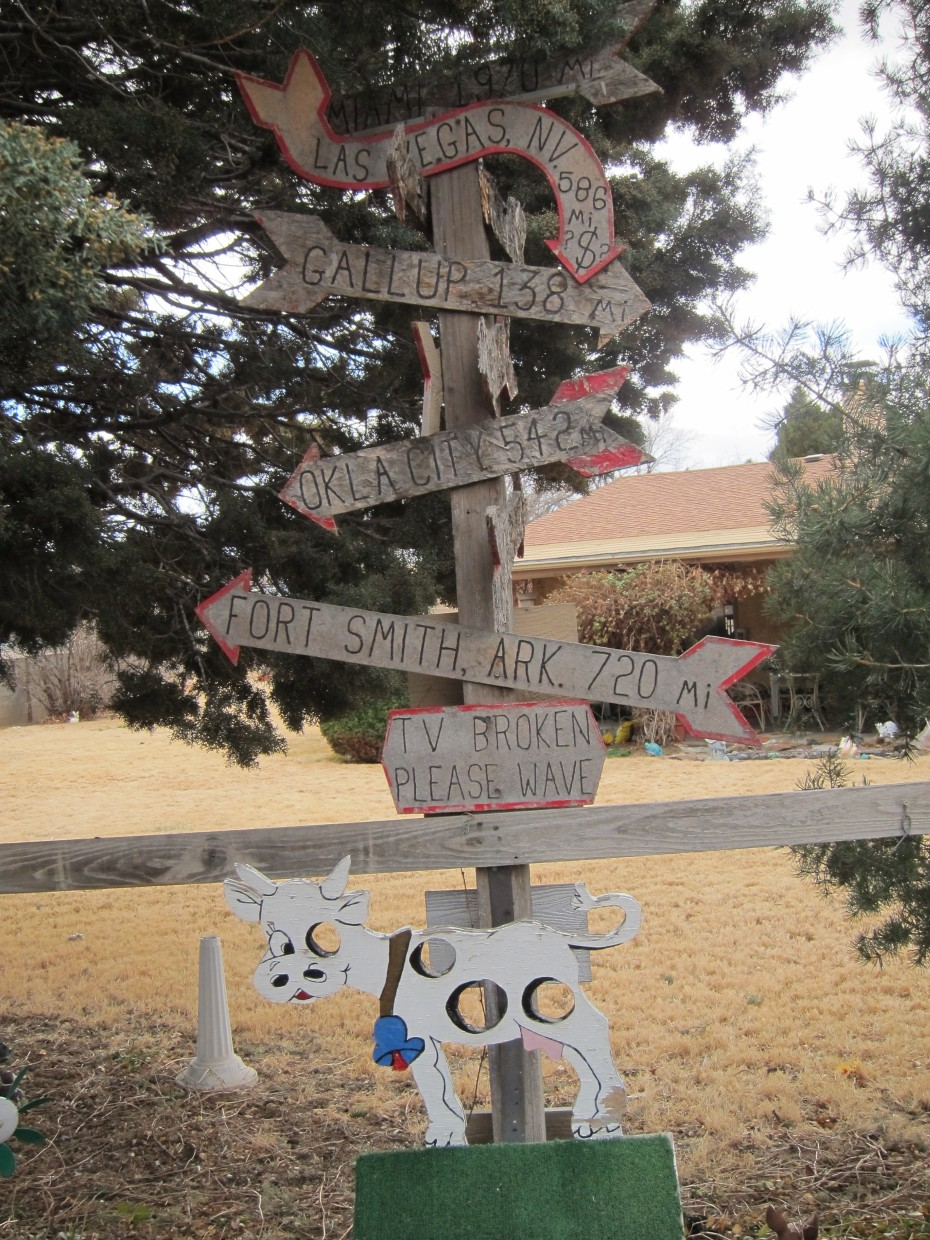 MIAMI 1970 MI
LAS VEGAS, NV. 586 Mi ?$?
GALLUP 138 Mi
OKLA CITY 542 Mi
FORT SMITH, ARK. 720 Mi
TV BROKEN
PLEASE WAVE